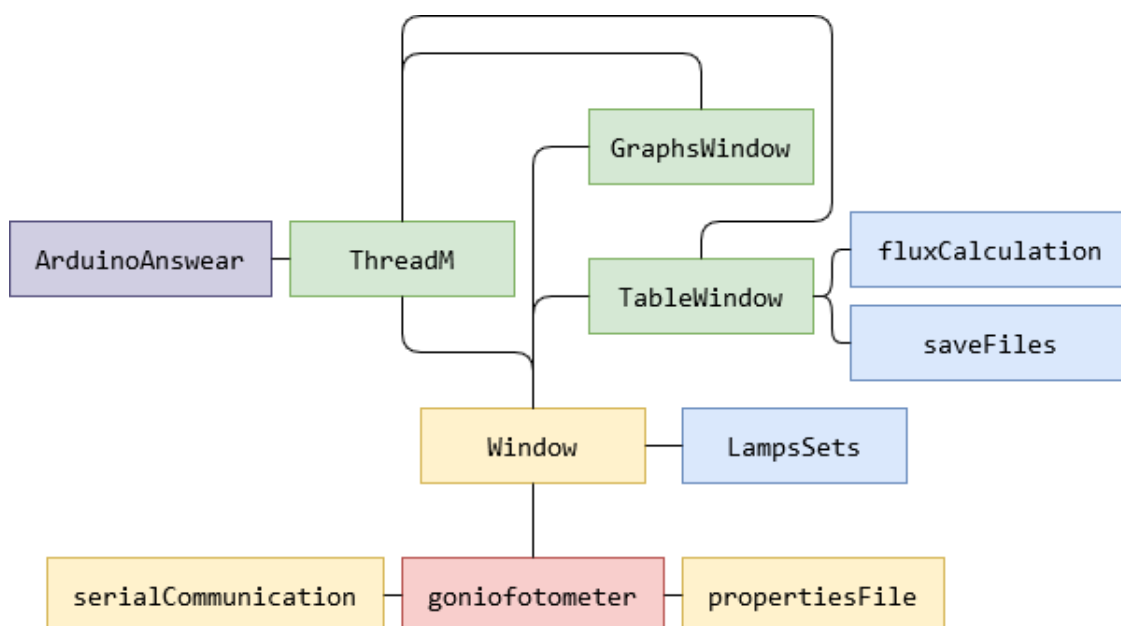 GraphsWindow
ArduinoAnswear
ThreadM
fluxCalculation
TableWindow
saveFiles
Window
LampsSets
serialCommunication
goniofotometer
propertiesFile